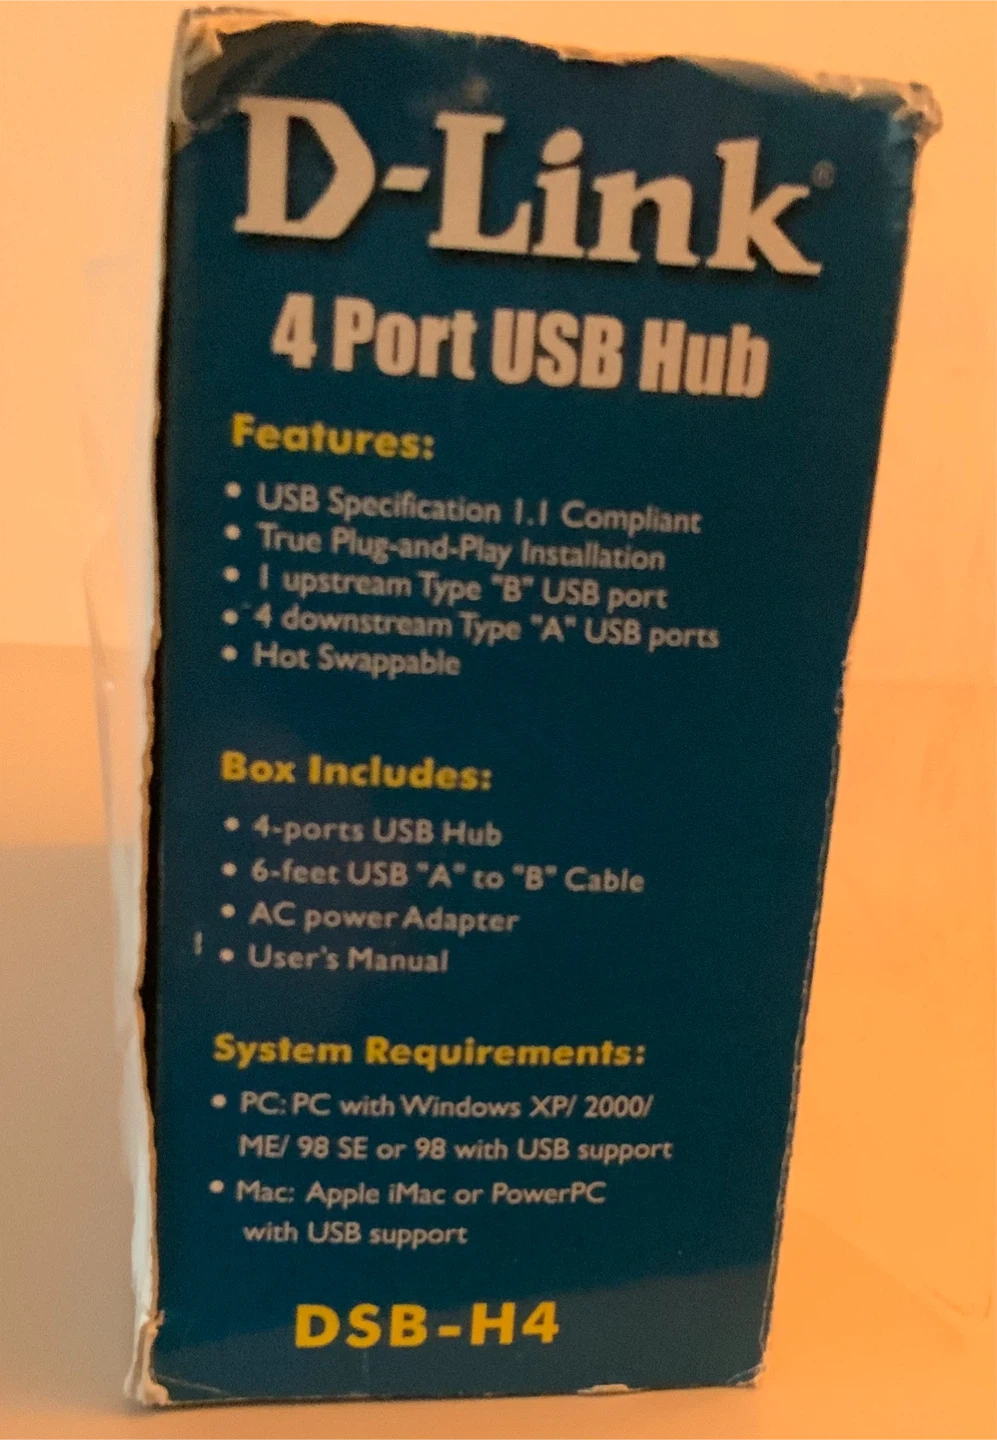 D-Link®
4 Port USB Hub
Features:
• USB Specification 1.1 Compliant
• True Plug-and-Play Installation
• 1 upstream Type "B" USB port
• 4 downstream Type "A" USB ports
• Hot Swappable
Box Includes:
• 4-ports USB Hub
• 6-feet USB "A" to "B" Cable
• AC power Adapter
• User's Manual
System Requirements:
• PC: PC with Windows XP/ 2000/
ME/ 98 SE or 98 with USB support
• Mac: Apple iMac or PowerPC
with USB support
DSB-H4